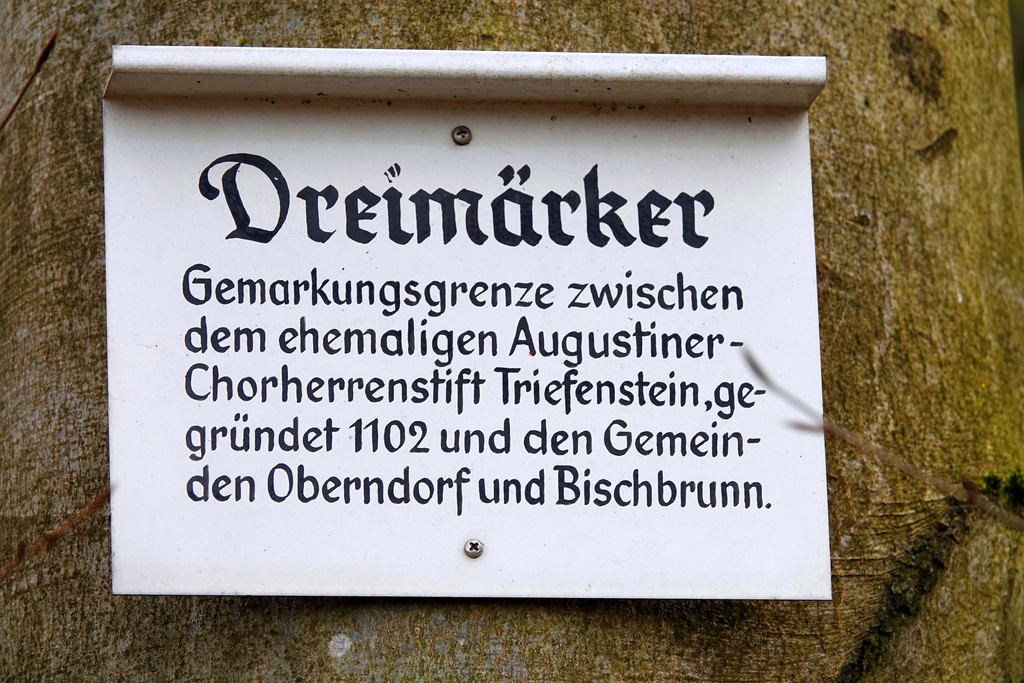 Dreimärker
Gemarkungsgrenze zwischen
dem ehemaligen Augustiner-
Chorherrenstift Triefenstein, ge-
gründet 1102 und den Gemein-
den Oberndorf und Bischbrunn.